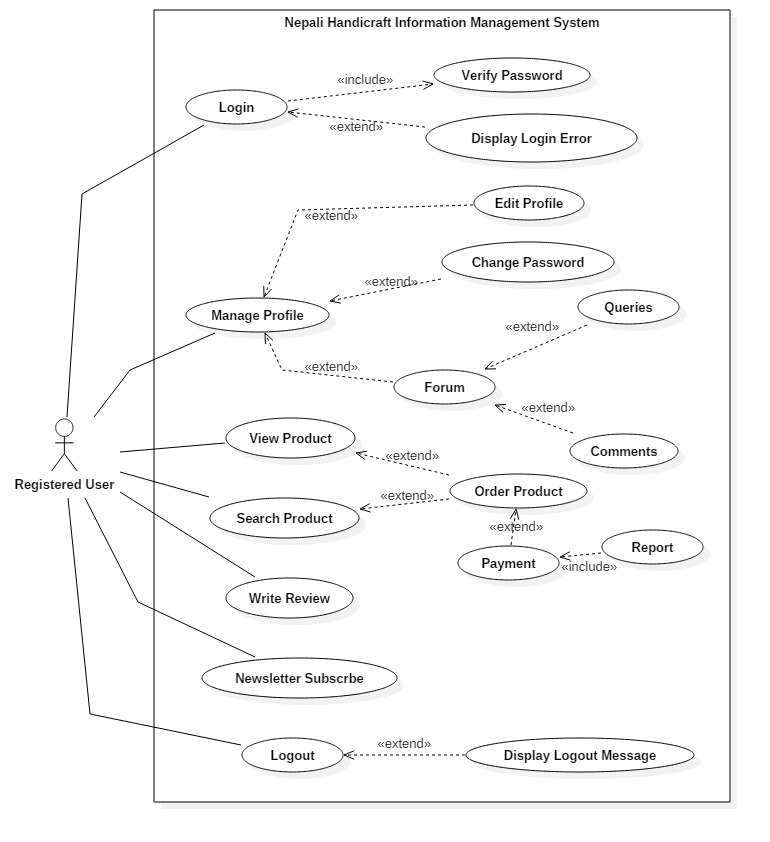 Nepali Handicraft Information Management System
«include»
Verify Password
Login
«extend»
Display Login Error
Edit Profile
«extend»
Change Password
«extend»
Queries
Manage Profile
«extend»
«extend»
Forum
«extend»
View Product
Comments
«extend»
Registered User
Order Product
«extend»
Search Product
«extend»
Report
Payment
«include»
Write Review
Newsletter Subscrbe
«extend»
Logout
Display Logout Message